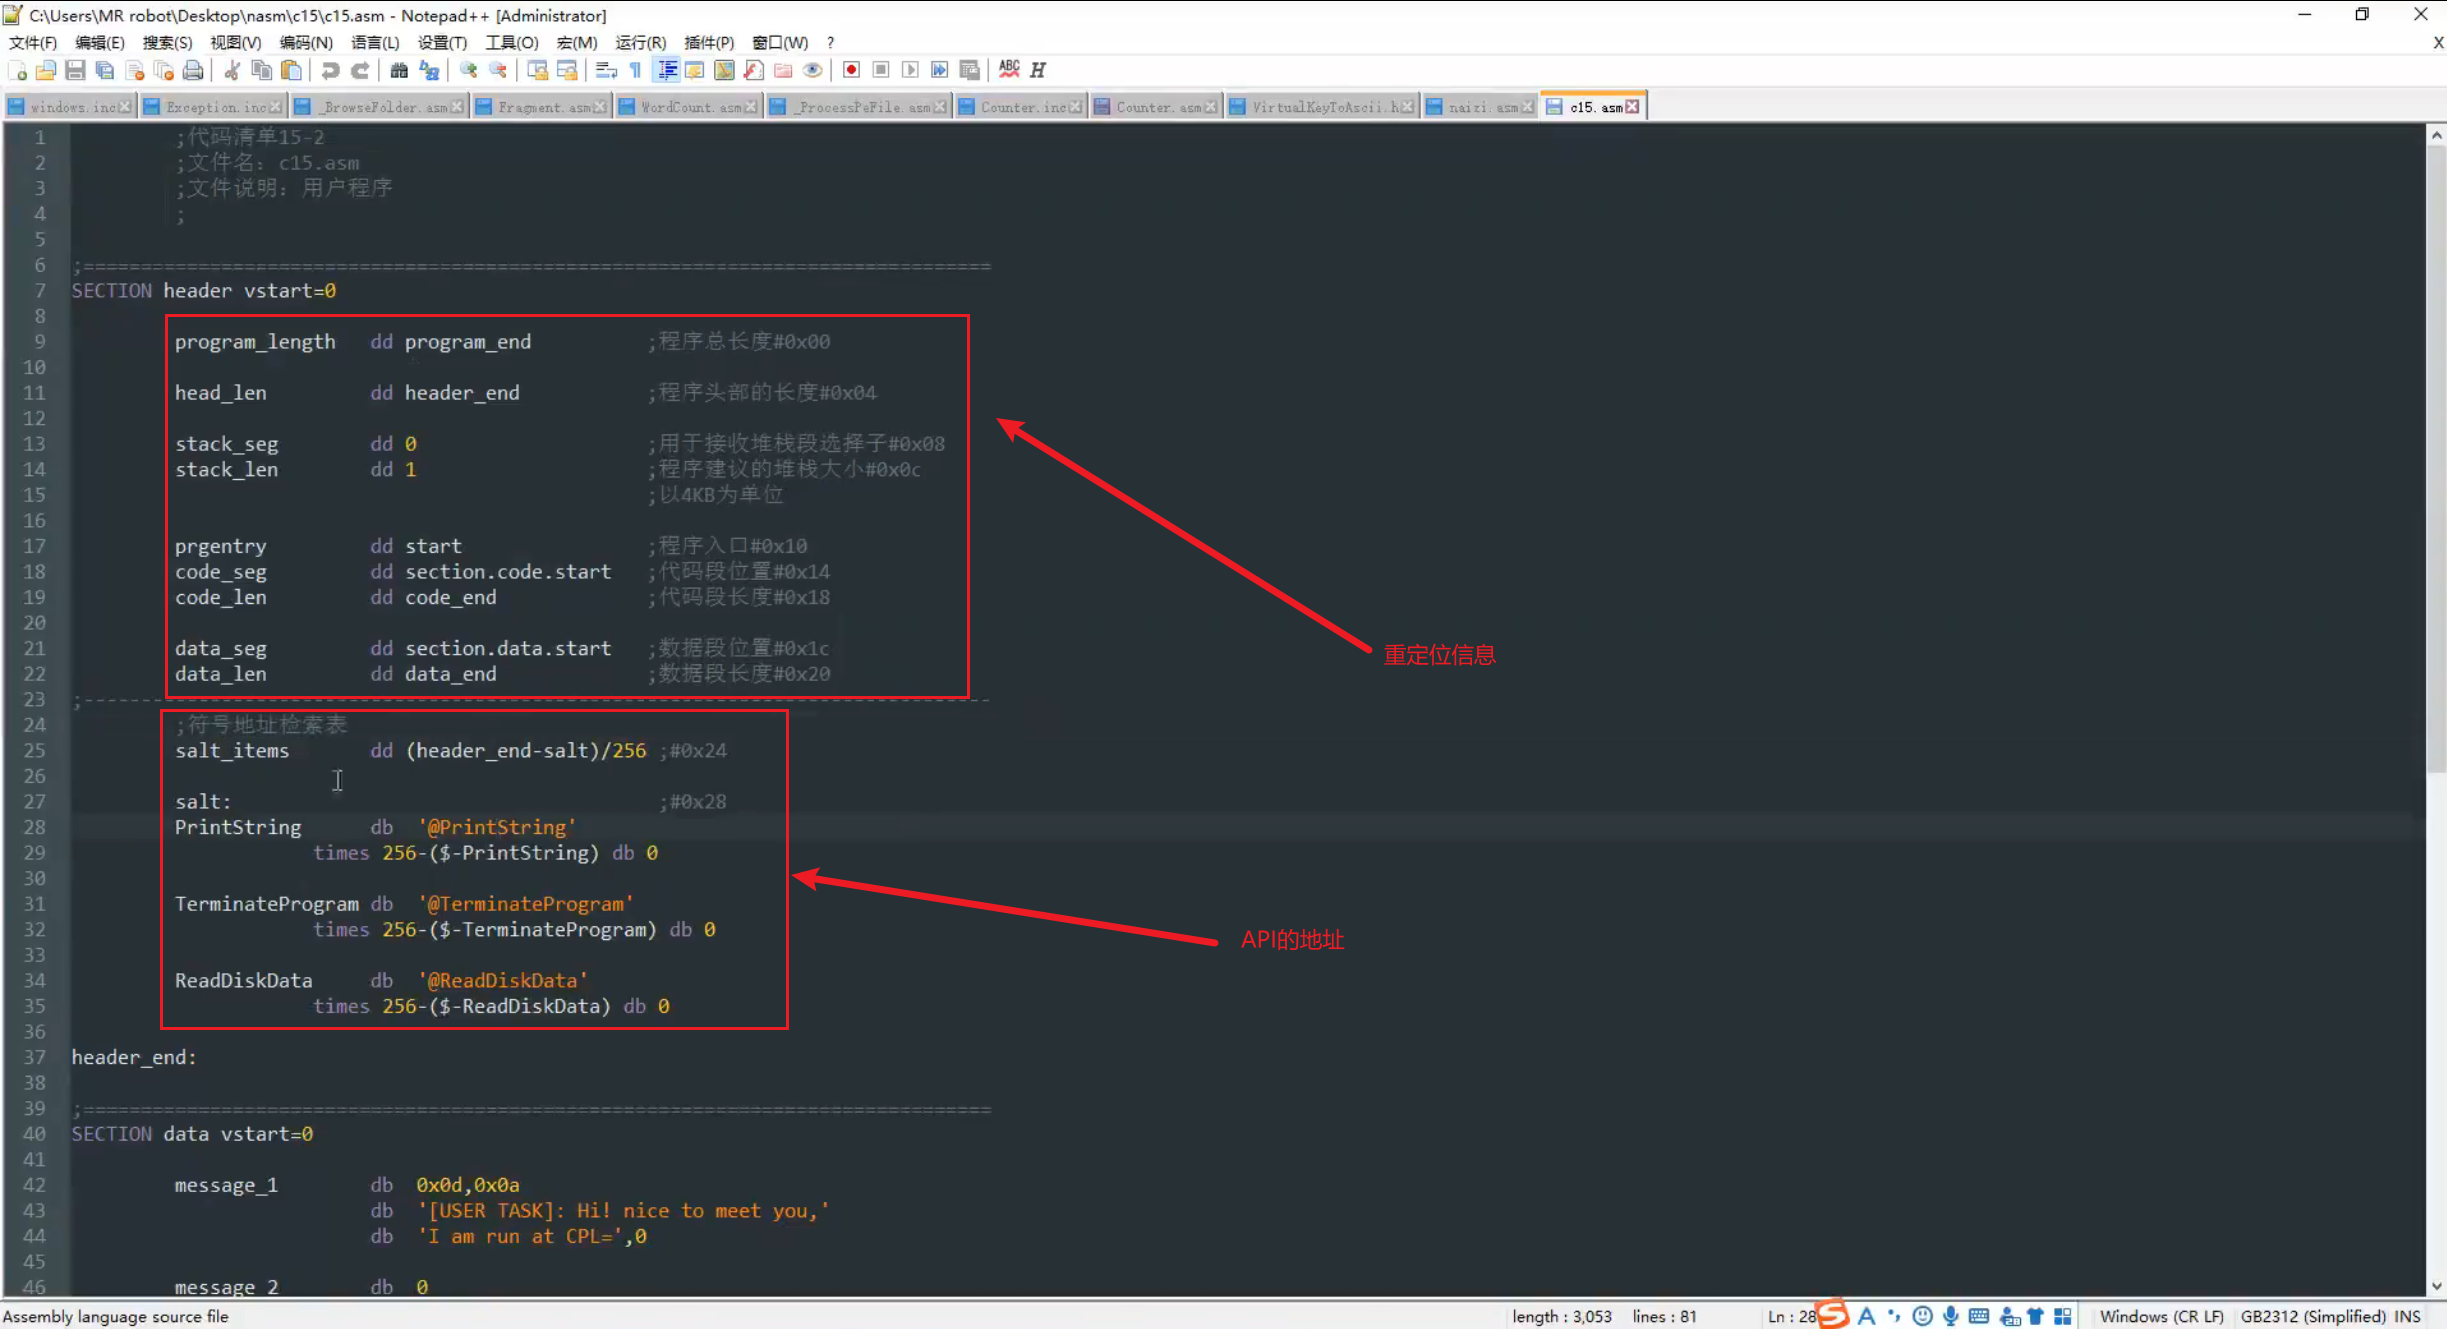 C:\Users\MR robot\Desktop\nasm\c15\c15.asm - Notepad++ [Administrator]
文件(F) 编辑(E) 搜索(S) 视图(V) 编码(N) 语言(L) 设置(T) 工具(O) 宏(M) 运行(R) 插件(P) 窗口(W) ? X
windows.inc Exception.inc _BrowseFolder.asm Fragment.asm WordCount.asm _ProcessPeFile.asm Counter.inc Counter.asm VirtualKeyToAscii.h naizi.asm c15.asm
1 ;代码清单15-2
2 ;文件名：c15.asm
3 ;文件说明：用户程序
4 ;
5
6 ;===============================================================================
7 SECTION header vstart=0
8
9 program_length dd program_end ;程序总长度#0x00
10
11 head_len dd header_end ;程序头部的长度#0x04
12
13 stack_seg dd 0 ;用于接收堆栈段选择子#0x08
14 stack_len dd 1 ;程序建议的堆栈大小#0x0c
15 ;以4KB为单位
16
17 prgentry dd start ;程序入口#0x10
18 code_seg dd section.code.start ;代码段位置#0x14
19 code_len dd code_end ;代码段长度#0x18
20
21 data_seg dd section.data.start ;数据段位置#0x1c
22 data_len dd data_end ;数据段长度#0x20
重定位信息
23 ;-------------------------------------------------------------------------------
24 ;符号地址检索表
25 salt_items dd (header_end-salt)/256 ;#0x24
26
27 salt: ;#0x28
28 PrintString db '@PrintString'
29 times 256-($-PrintString) db 0
30
31 TerminateProgram db '@TerminateProgram'
32 times 256-($-TerminateProgram) db 0
33
34 ReadDiskData db '@ReadDiskData'
35 times 256-($-ReadDiskData) db 0
API的地址
36
37 header_end:
38
39 ;===============================================================================
40 SECTION data vstart=0
41
42 message_1 db 0x0d,0x0a
43 db '[USER TASK]: Hi! nice to meet you,'
44 db 'I am run at CPL=',0
45
46 message_2 db 0
Assembly language source file length : 3,053 lines : 81 Ln : 28 Windows (CR LF) GB2312 (Simplified) INS